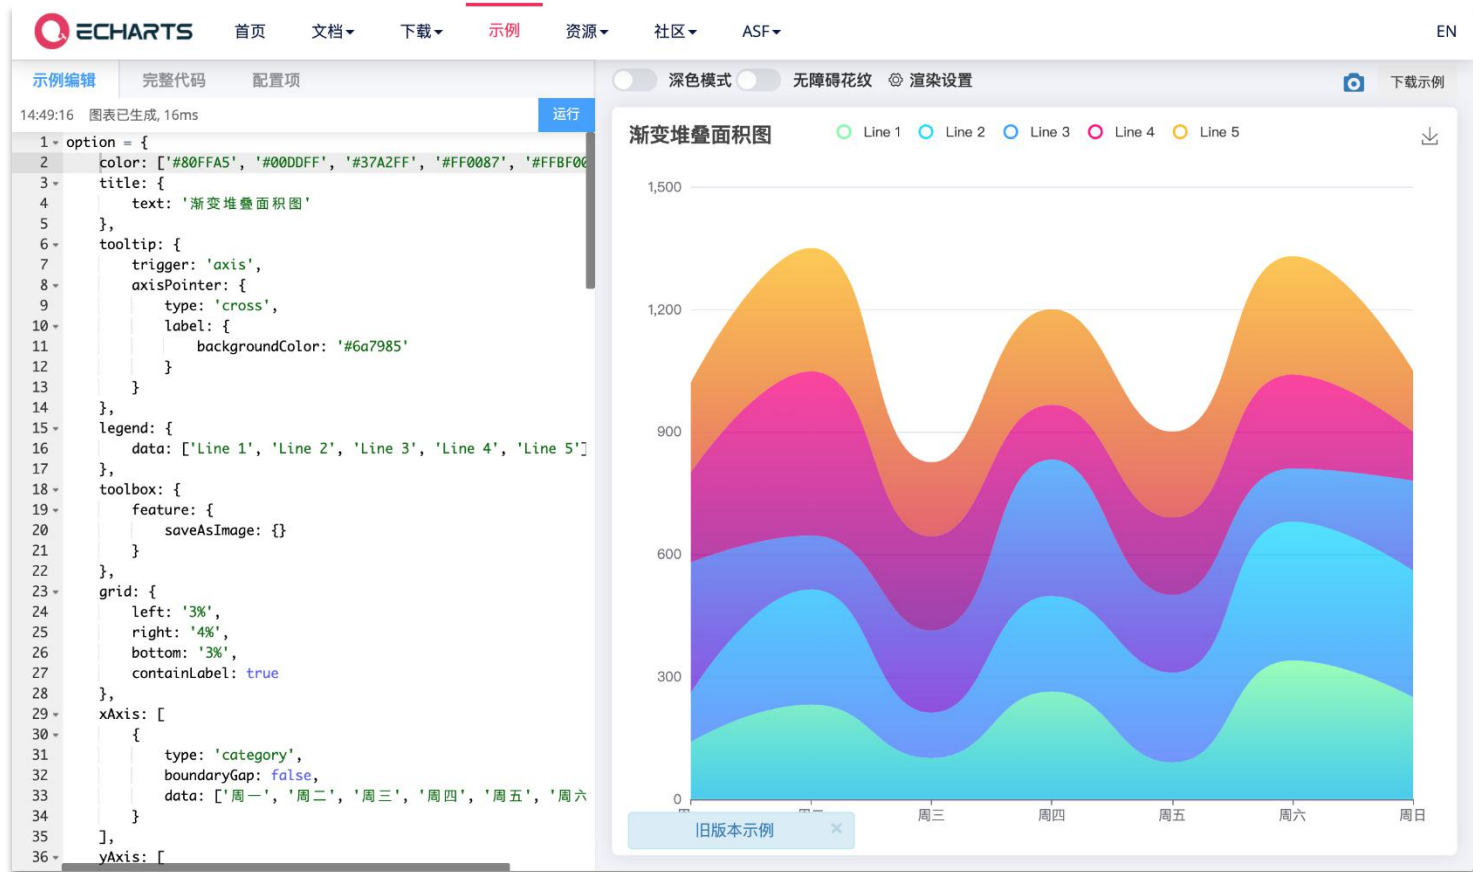 ECHARTS 首页 文档 下载 示例 资源 社区 ASF EN
示例编辑 完整代码 配置项
14:49:16 图表已生成, 16ms 运行
1 option = {
2 color: ['#80FFA5', '#00DDFF', '#37A2FF', '#FF0087', '#FFBF00
3 title: {
4 text: '渐变堆叠面积图'
5 },
6 tooltip: {
7 trigger: 'axis',
8 axisPointer: {
9 type: 'cross',
10 label: {
11 backgroundColor: '#6a7985'
12 }
13 }
14 },
15 legend: {
16 data: ['Line 1', 'Line 2', 'Line 3', 'Line 4', 'Line 5']
17 },
18 toolbox: {
19 feature: {
20 saveAsImage: {}
21 }
22 },
23 grid: {
24 left: '3%',
25 right: '4%',
26 bottom: '3%',
27 containLabel: true
28 },
29 xAxis: [
30 {
31 type: 'category',
32 boundaryGap: false,
33 data: ['周一', '周二', '周三', '周四', '周五', '周六
34 }
35 ],
36 yAxis: [
深色模式 无障碍花纹 渲染设置 下载示例
渐变堆叠面积图 Line 1 Line 2 Line 3 Line 4 Line 5
1,500
1,200
900
600
300
0
周三 周四 周五 周六 周日
旧版本示例 ×